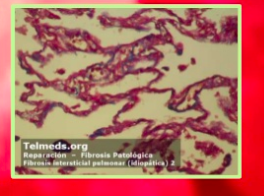 Telmeds.org
Reparación - Fibrosis Patológica
Fibrosis intersticial pulmonar (idiopática) 2